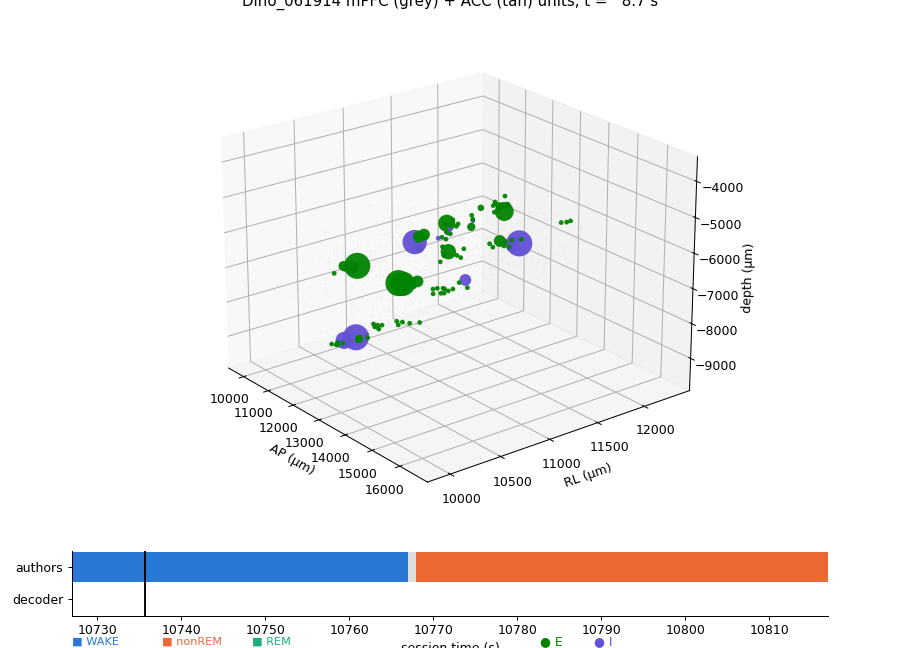 Dino_061914 mPFC (grey) + ACC (tan) units, t = 8.7 s
−4000
−5000
−6000
−7000
−8000
−9000
depth (μm)
10000
11000
12000
13000
14000
15000
16000
AP (μm)
10000
10500
11000
11500
12000
RL (μm)
authors
decoder
10730 10740 10750 10760 10770 10780 10790 10800 10810
session time (s)
WAKE nonREM REM E I